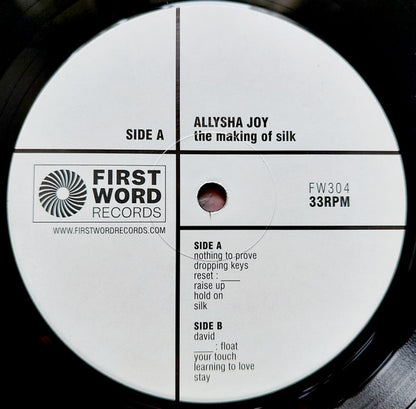 SIDE A
ALLYSHA JOY
the making of silk
FIRST
WORD
RECORDS
WWW.FIRSTWORDRECORDS.COM
FW304
33RPM
SIDE A
nothing to prove
dropping keys
reset : ____
raise up
hold on
silk
SIDE B
david
____ : float
your touch
learning to love
stay